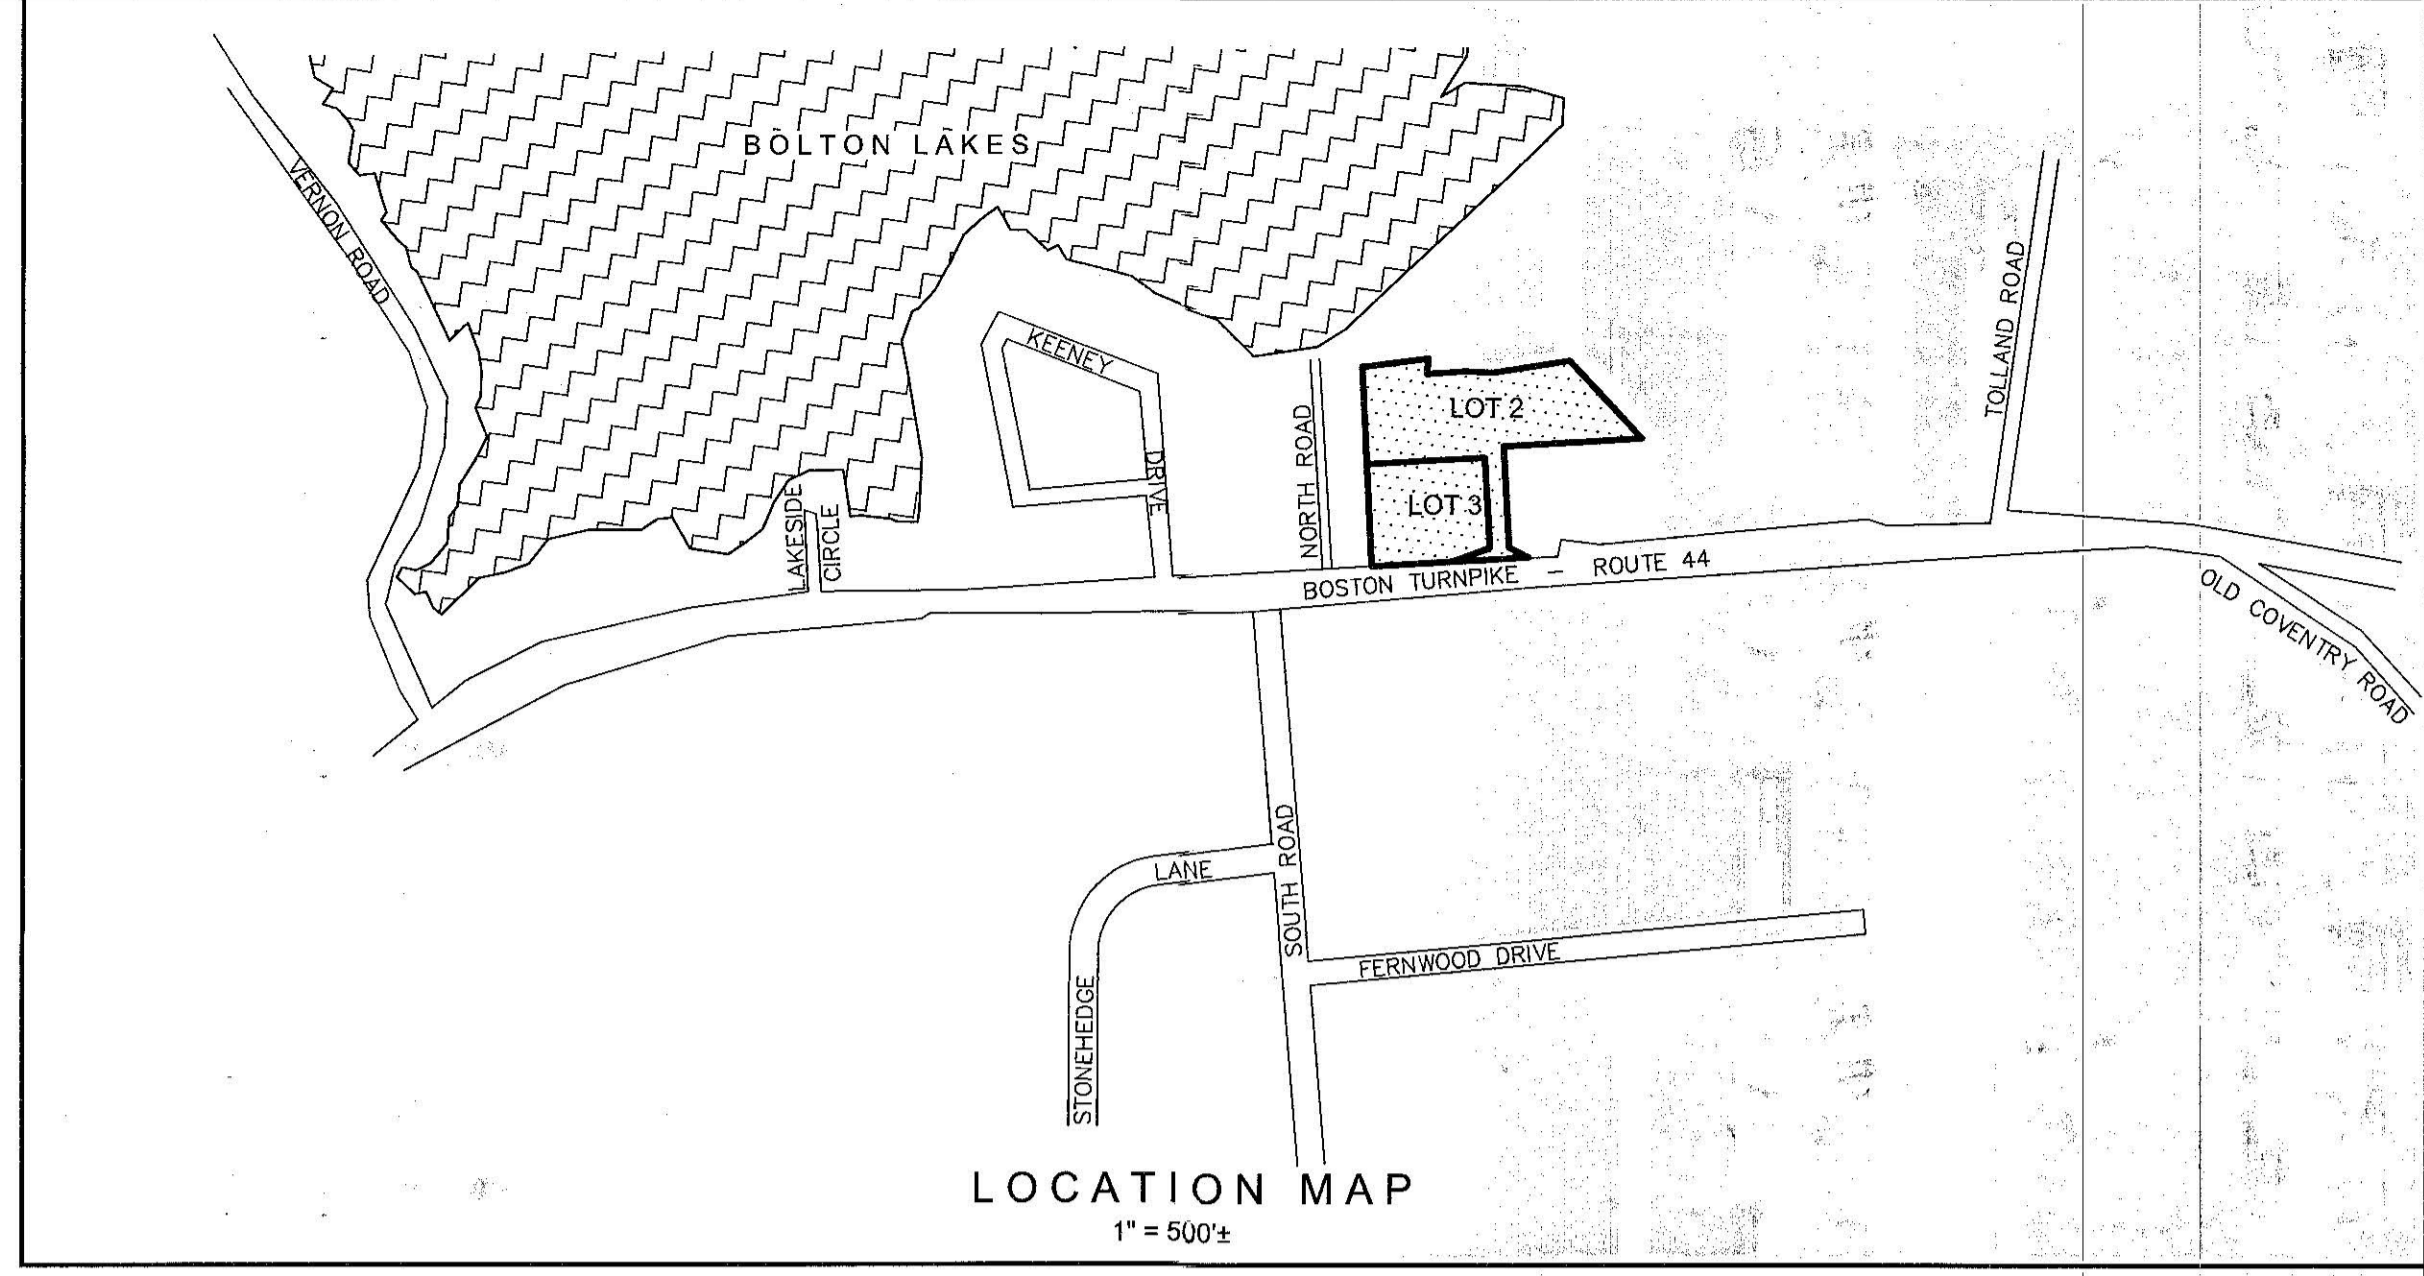 BOLTON LAKES
VERNON ROAD
KEENEY
DRIVE
LAKESIDE
CIRCLE
NORTH ROAD
LOT 2
LOT 3
TOLLAND ROAD
BOSTON TURNPIKE – ROUTE 44
OLD COVENTRY ROAD
SOUTH ROAD
LANE
STONEHEDGE
FERNWOOD DRIVE
LOCATION MAP
1" = 500'±